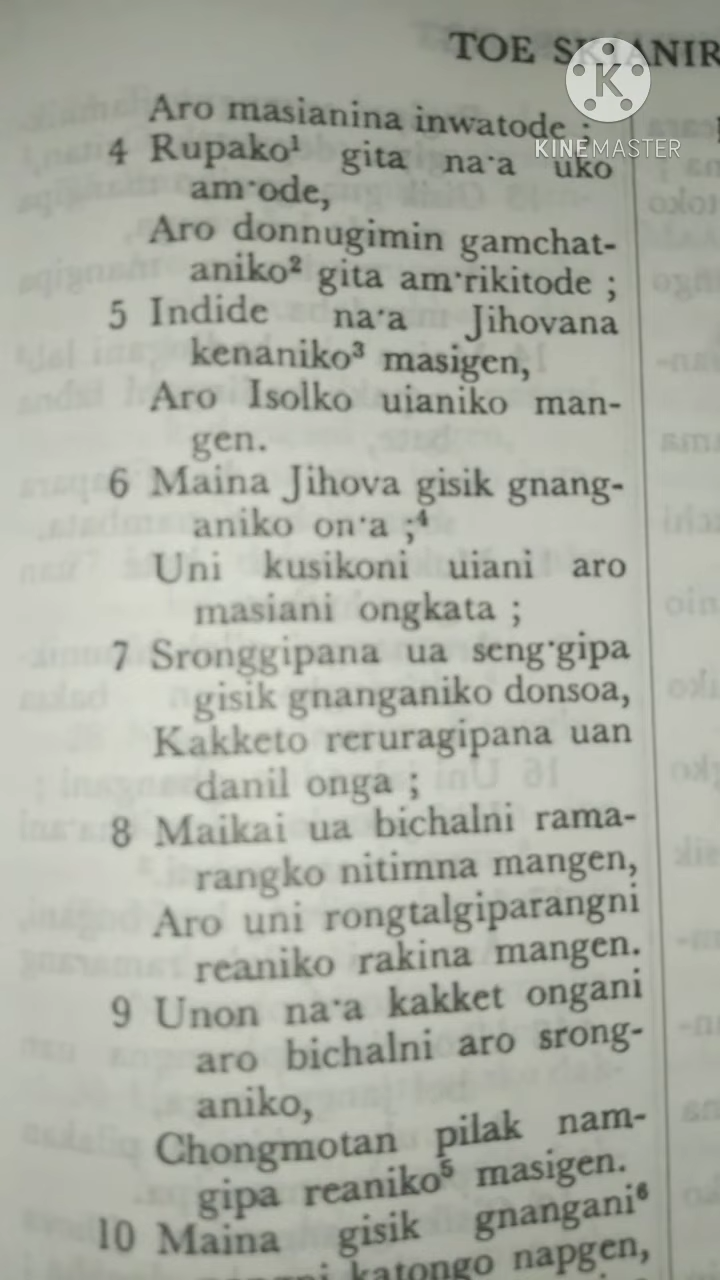 TOE SKIANIR
K
KINEMASTER
Aro masianina inwatode ;
4 Rupako¹ gita na·a uko
am·ode,
Aro donnugimin gamchat-
aniko² gita am·rikitode ;
5 Indide na·a Jihovana
kenaniko³ masigen,
Aro Isolko uianiko man-
gen.
6 Maina Jihova gisik gnang-
aniko on·a ;⁴
Uni kusikoni uiani aro
masiani ongkata ;
7 Sronggipana ua seng·gipa
gisik gnanganiko donsoa,
Kakketo reruragipana uan
danil onga ;
8 Maikai ua bichalni rama-
rangko nitimna mangen,
Aro uni rongtalgiparangni
reaniko rakina mangen.
9 Unon na·a kakket ongani
aro bichalni aro srong-
aniko,
Chongmotan pilak nam-
gipa reaniko⁵ masigen.
10 Maina gisik gnangani⁶
katongo napgen,